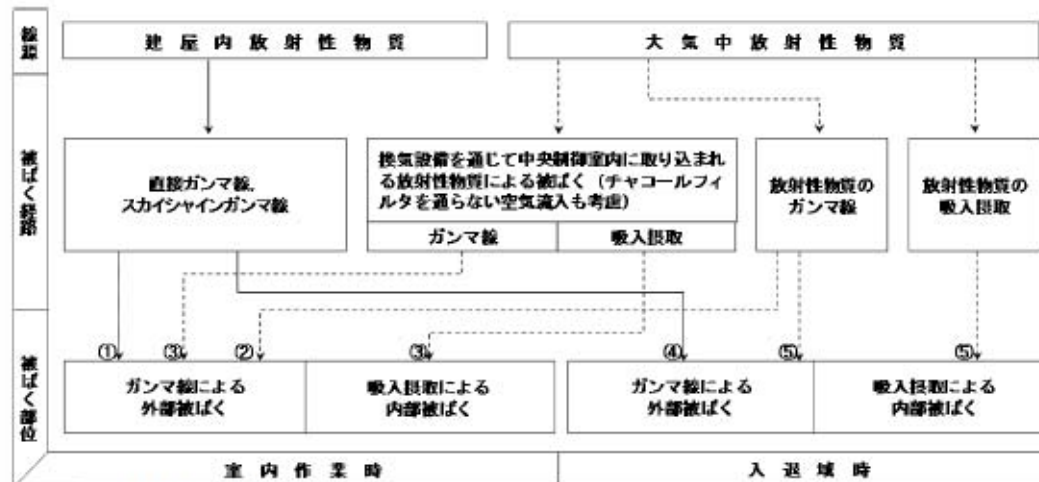 線源
建屋内放射性物質
大気中放射性物質
被ばく経路
直接ガンマ線,
スカイシャインガンマ線
換気設備を通じて中央制御室内に取り込まれ
る放射性物質による被ばく（チャコールフィ
ルタを通らない空気流入も考慮）
ガンマ線
吸入摂取
放射性物質の
ガンマ線
放射性物質の
吸入摂取
被ばく部位
①
③
②
③
④
⑤
⑤
ガンマ線による
外部被ばく
吸入摂取による
内部被ばく
ガンマ線による
外部被ばく
吸入摂取による
内部被ばく
室内作業時
入退域時